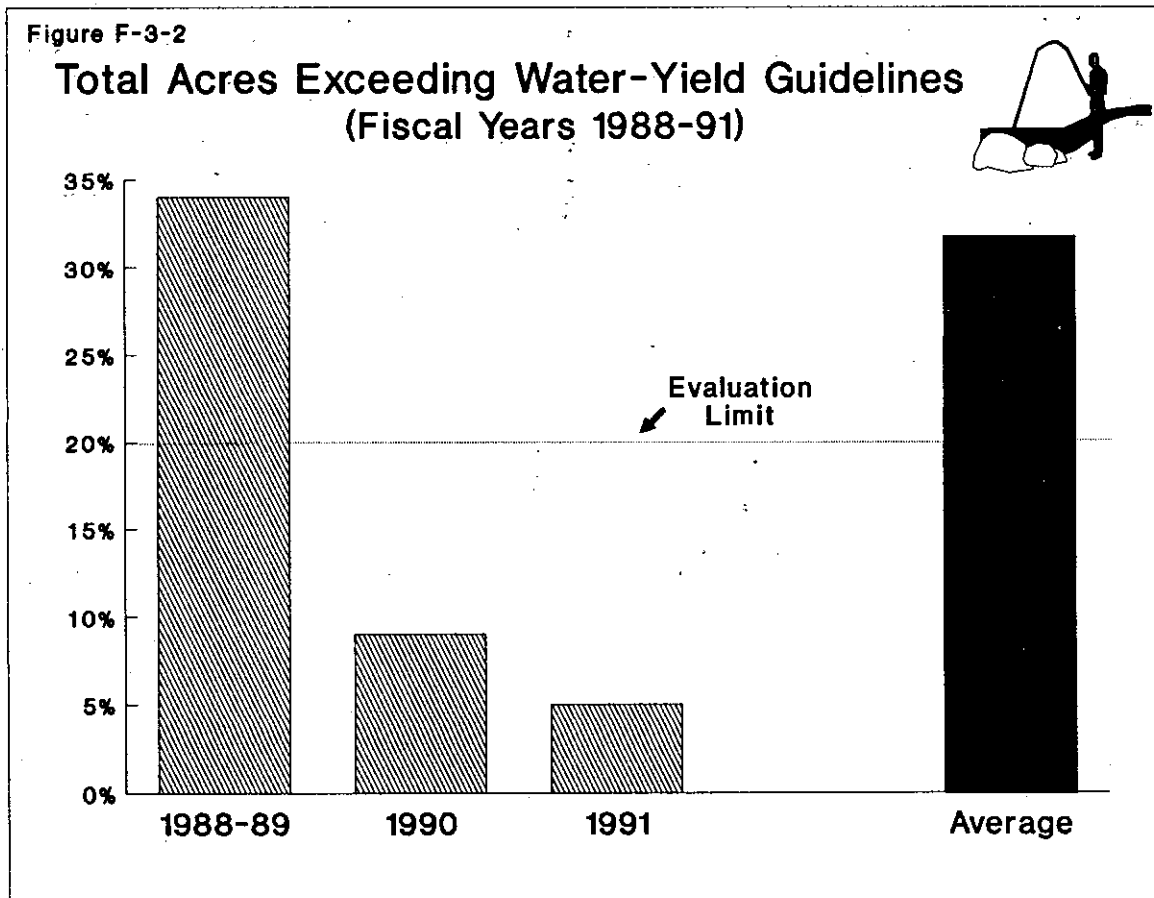 Figure F-3-2
Total Acres Exceeding Water-Yield Guidelines
(Fiscal Years 1988-91)
35%
30%
25%
20%
15%
10%
5%
0%
Evaluation
Limit
1988-89
1990
1991
Average